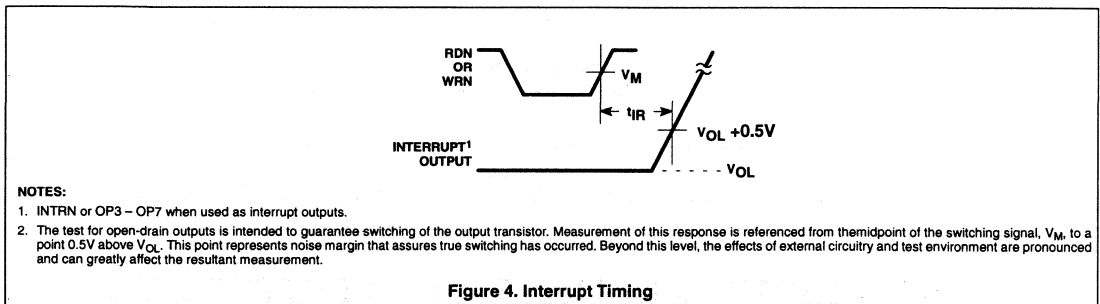 RDN
OR
WRN
VM
tIR
VOL +0.5V
INTERRUPT1
OUTPUT
VOL
NOTES:
1. INTRN or OP3 – OP7 when used as interrupt outputs.
2. The test for open-drain outputs is intended to guarantee switching of the output transistor. Measurement of this response is referenced from themidpoint of the switching signal, VM, to a
point 0.5V above VOL. This point represents noise margin that assures true switching has occurred. Beyond this level, the effects of external circuitry and test environment are pronounced
and can greatly affect the resultant measurement.
Figure 4. Interrupt Timing